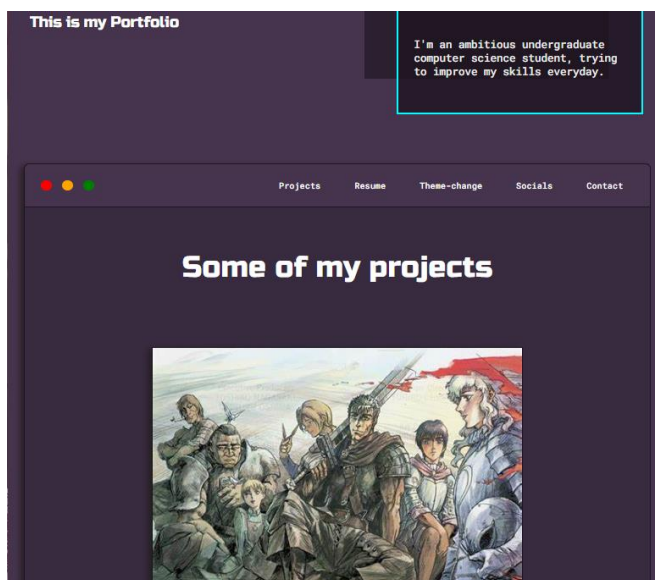 This is my Portfolio
I'm an ambitious undergraduate
computer science student, trying
to improve my skills everyday.
Projects Resume Theme-change Socials Contact
Some of my projects